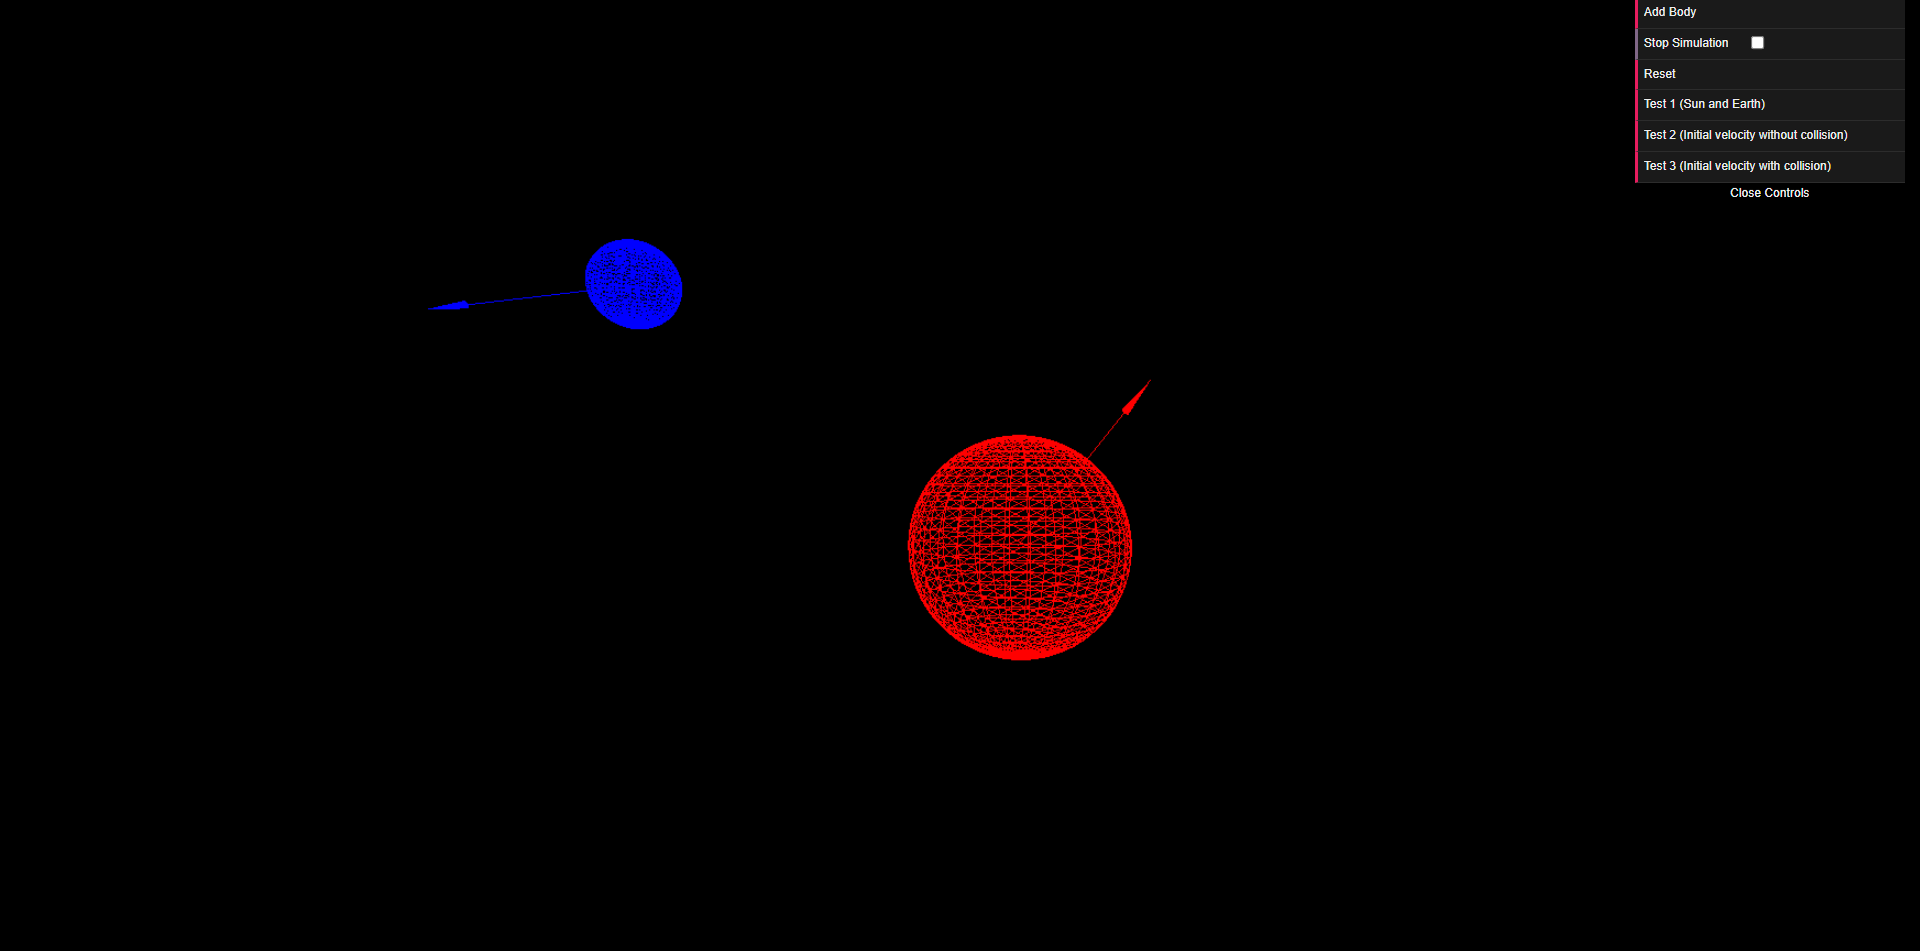 Add Body
Stop Simulation
Reset
Test 1 (Sun and Earth)
Test 2 (Initial velocity without collision)
Test 3 (Initial velocity with collision)
Close Controls